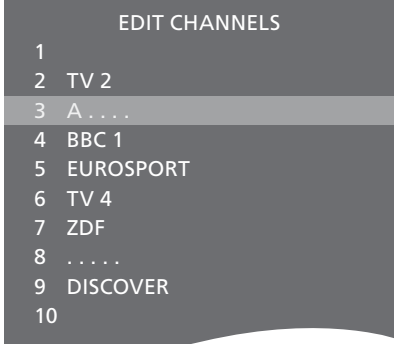 EDIT CHANNELS
1
2 TV 2
3 A . . . .
4 BBC 1
5 EUROSPORT
6 TV 4
7 ZDF
8 . . . . .
9 DISCOVER
10